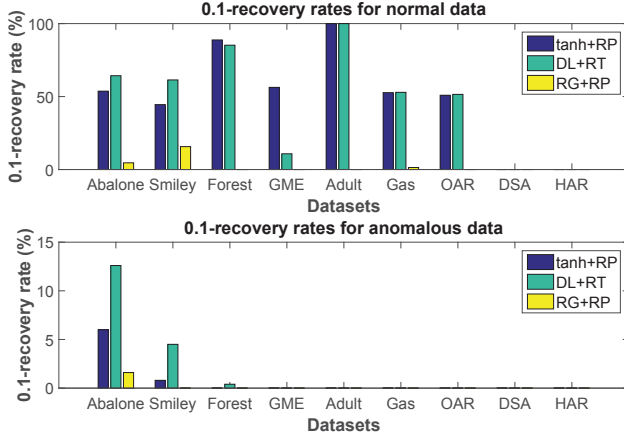 0.1-recovery rates for normal data
0.1-recovery rate (%)
100
50
0
tanh+RP
DL+RT
RG+RP
Abalone Smiley Forest GME Adult Gas OAR DSA HAR
Datasets
0.1-recovery rates for anomalous data
0.1-recovery rate (%)
15
10
5
0
tanh+RP
DL+RT
RG+RP
Abalone Smiley Forest GME Adult Gas OAR DSA HAR
Datasets